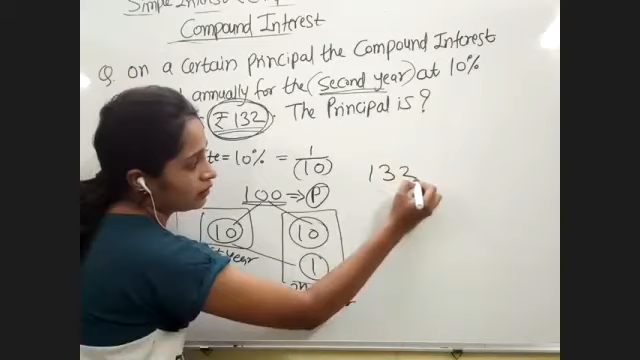 Simple Interest
Compound Interest
Q. on a certain Principal the Compound Interest
annually for the (second year) at 10%
₹132. The Principal is?
te = 10% = 1/(10)
100 ⇒ P
132
10 10
year 1